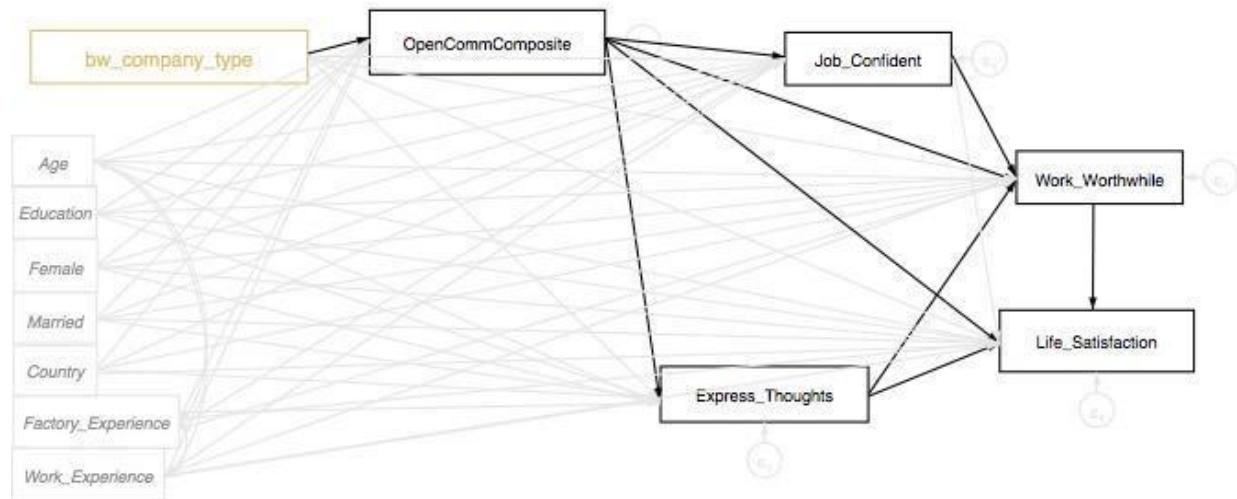 OpenCommComposite
bw_company_type
Job_Confident
Age
Work_Worthwhile
Education
Female
Married
Life_Satisfaction
Country
Express_Thoughts
Factory_Experience
Work_Experience